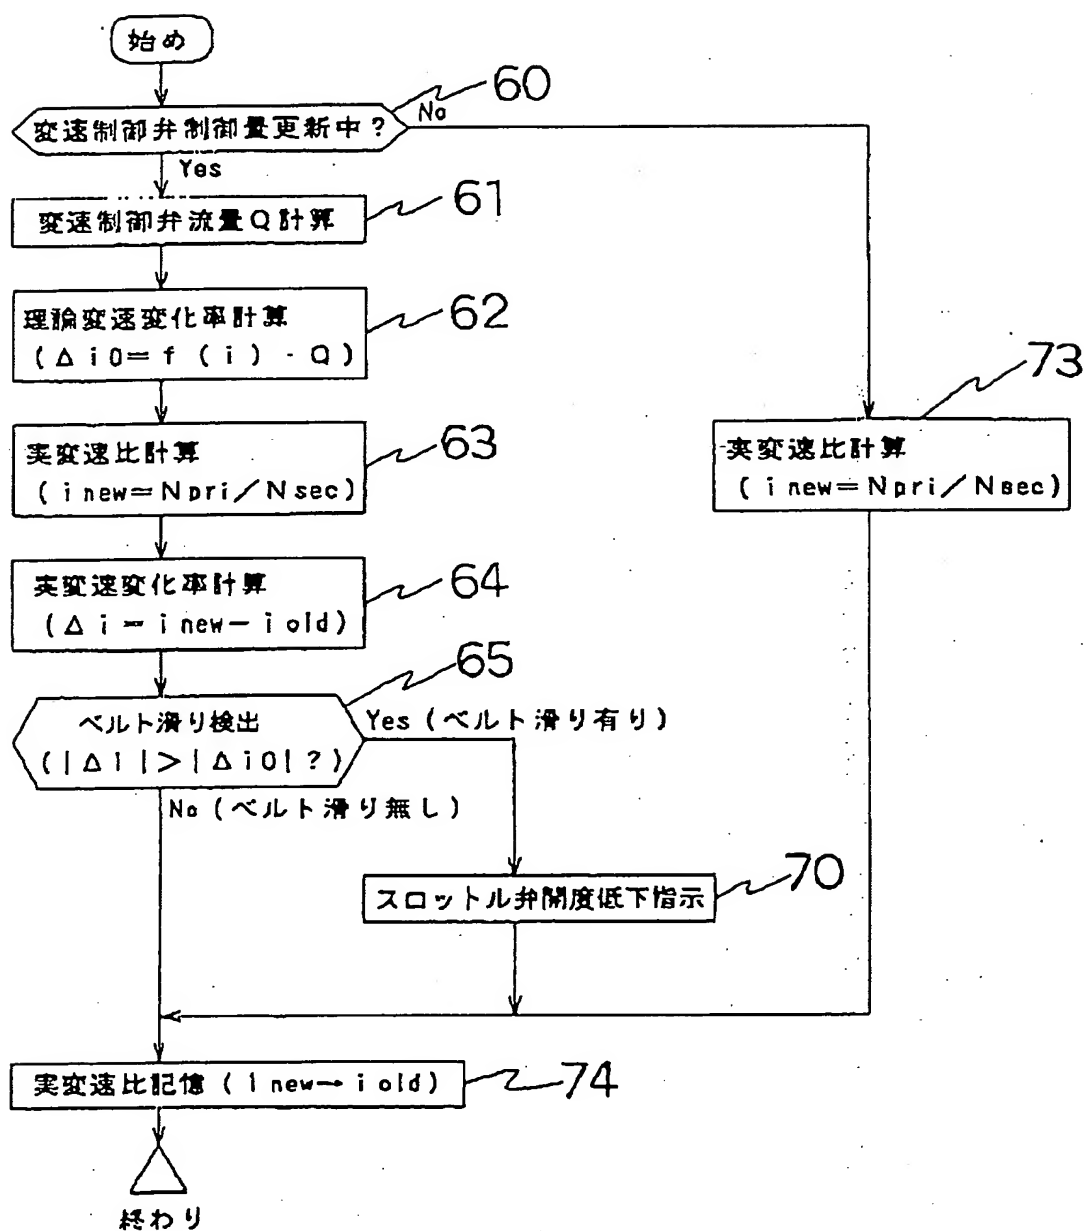 始め
60
変速制御弁制御量更新中?
No
Yes
61
変速制御弁流量Q計算
62
理論変速変化率計算
(Δi0=f(i)·Q)
73
63
実変速比計算
(inew=Npri/Nsec)
実変速比計算
(inew=Npri/Nsec)
64
実変速変化率計算
(Δi=inew-iold)
65
ベルト滑り検出
(|Δi|>|Δi0|?)
Yes(ベルト滑り有り)
No(ベルト滑り無し)
70
スロットル弁開度低下指示
実変速比記憶(inew→iold)
74
終わり